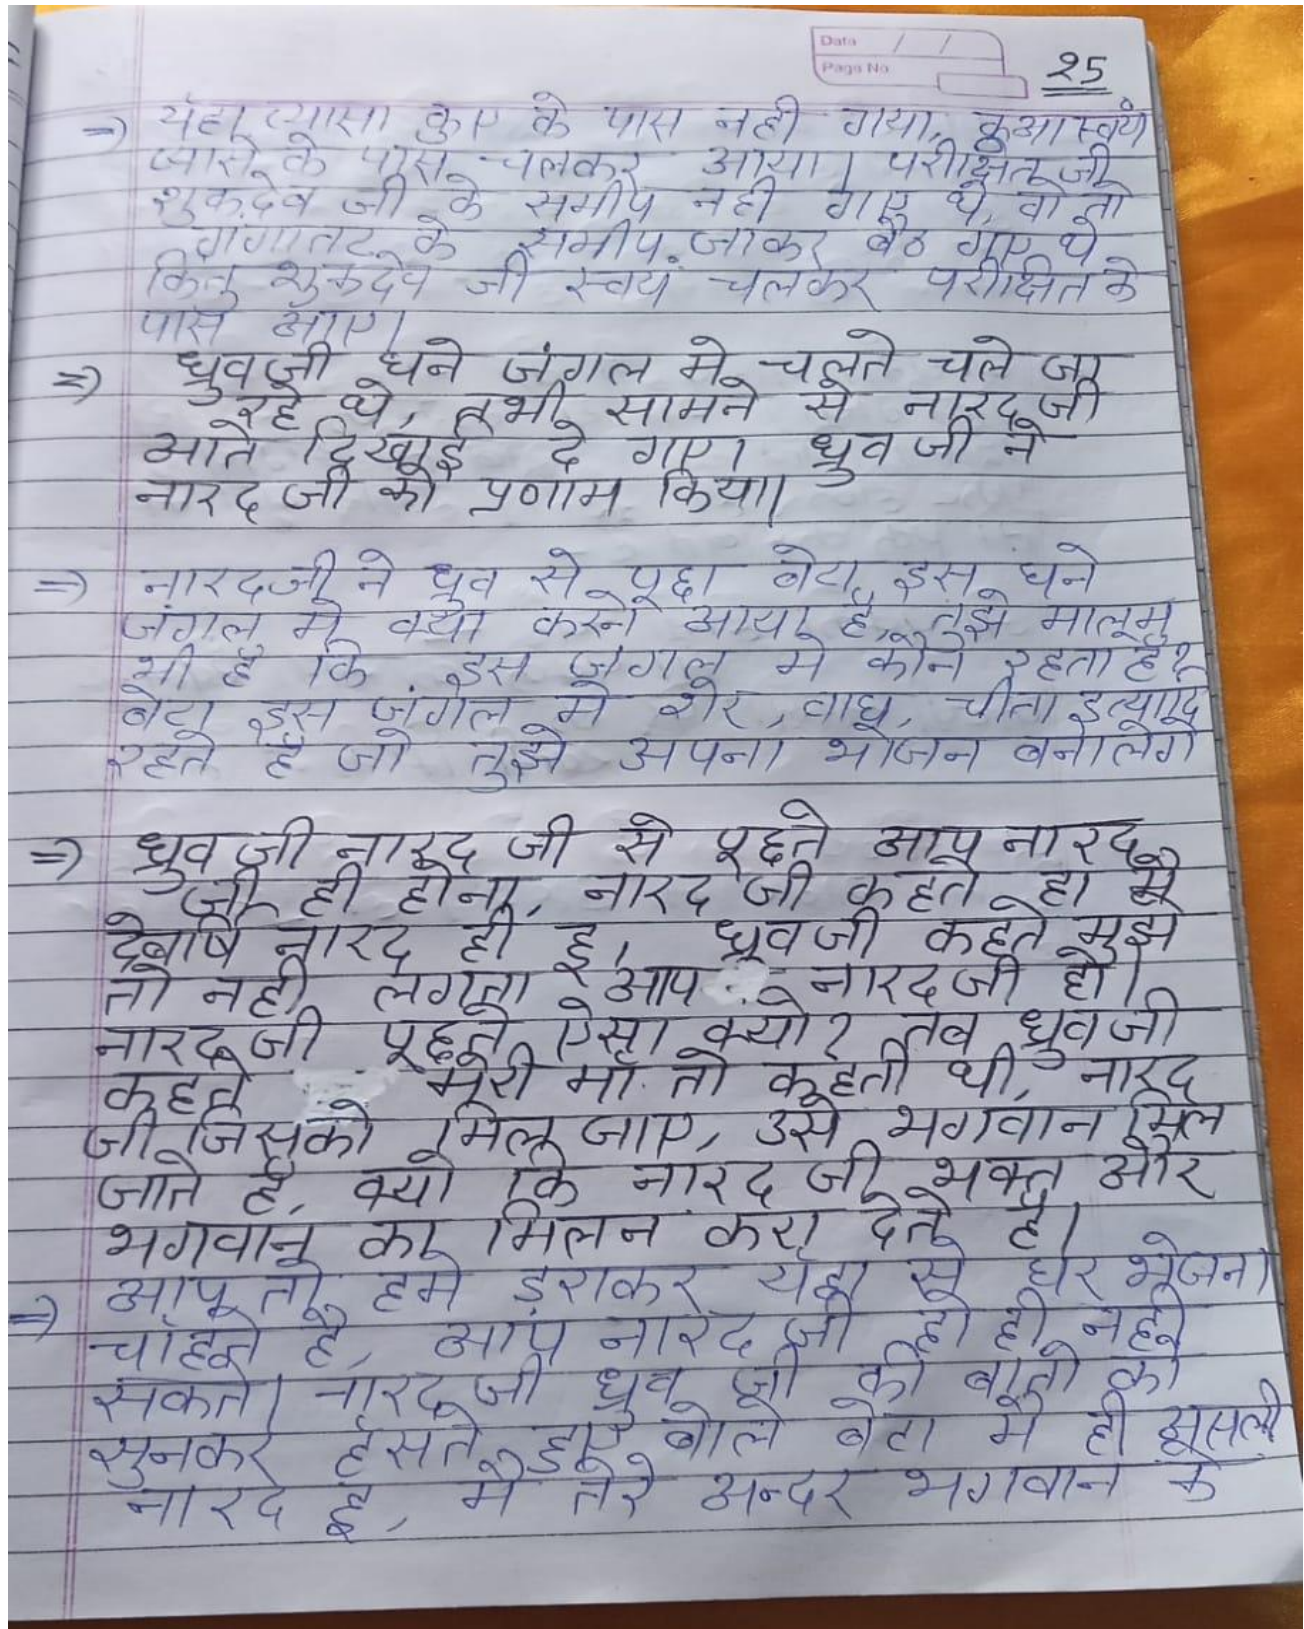 Data / /
Page No
25
=> यहा प्यासा कुए के पास नही गया, कुआ स्वंय
प्यासे के पास चलकर आया। परीक्षित जी
शुकदेव जी के समीप नही गए थे, वो तो
गंगातट के समीप जाकर बैठ गए थे
किंतु शुकदेव जी स्वयं चलकर परीक्षित के
पास आए।
=> ध्रुवजी घने जंगल मे चलते चले जा
रहे थे, तभी सामने से नारदजी
आते दिखाई दे गए। ध्रुव जी ने
नारद जी को प्रणाम किया।
=> नारदजी ने ध्रुव से पूछा बेटा इस घने
जंगल मे क्या करने आया है, तुझे मालूम
भी है कि इस जंगल मे कौन रहता है?
बेटा इस जंगल मे शेर, वाघ, चीता इत्यादि
रहते है जो तुझे अपना भोजन बनालेगे
=> ध्रुव जी नारद जी से पूछते आप नारद
जी ही होना, नारद जी कहते हा मै
देवर्षि नारद ही हू, ध्रुवजी कहते मुझे
तो नही लगता आप नारदजी हो।
नारदजी पूछते ऐसा क्यो? तब ध्रुवजी
कहते मेरी माँ तो कहती थी, नारद
जी जिसको मिल जाए, उसे भगवान मिल
जाते है, क्यो कि नारद जी भक्त और
भगवान का मिलन करा देते है।
=> आप तो हमे डराकर यहा से घर भेजना
चाहते है, आप नारद जी हो ही नही
सकते। नारदजी ध्रुव जी की बातो को
सुनकर हँसते हुए बोले बेटा मै ही असली
नारद हू, मै तेरे अन्दर भगवान के